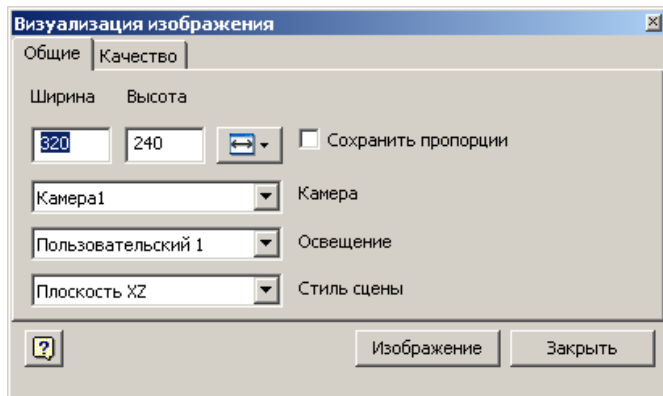 Визуализация изображения
Общие Качество
Ширина Высота
320 240 Сохранить пропорции
Камера1 Камера
Пользовательский 1 Освещение
Плоскость XZ Стиль сцены
? Изображение Закрыть